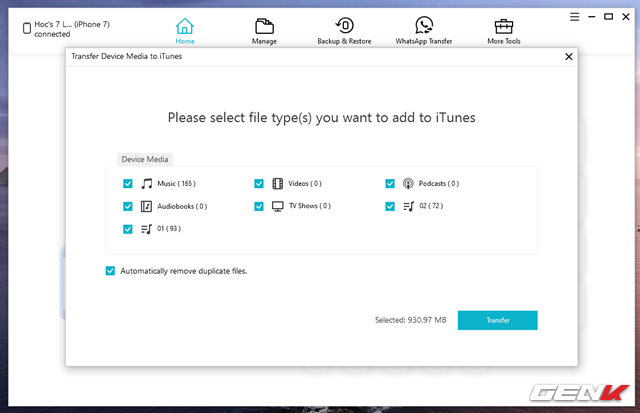 Hoc's 7 L... (iPhone 7)
connected
Home
Manage
Backup & Restore
WhatsApp Transfer
More Tools
Transfer Device Media to iTunes
Please select file type(s) you want to add to iTunes
Device Media
Music ( 165 )
Videos ( 0 )
Podcasts ( 0 )
Audiobooks ( 0 )
TV Shows ( 0 )
02 ( 72 )
01 ( 93 )
Automatically remove duplicate files.
Selected: 930.97 MB
Transfer
GENK